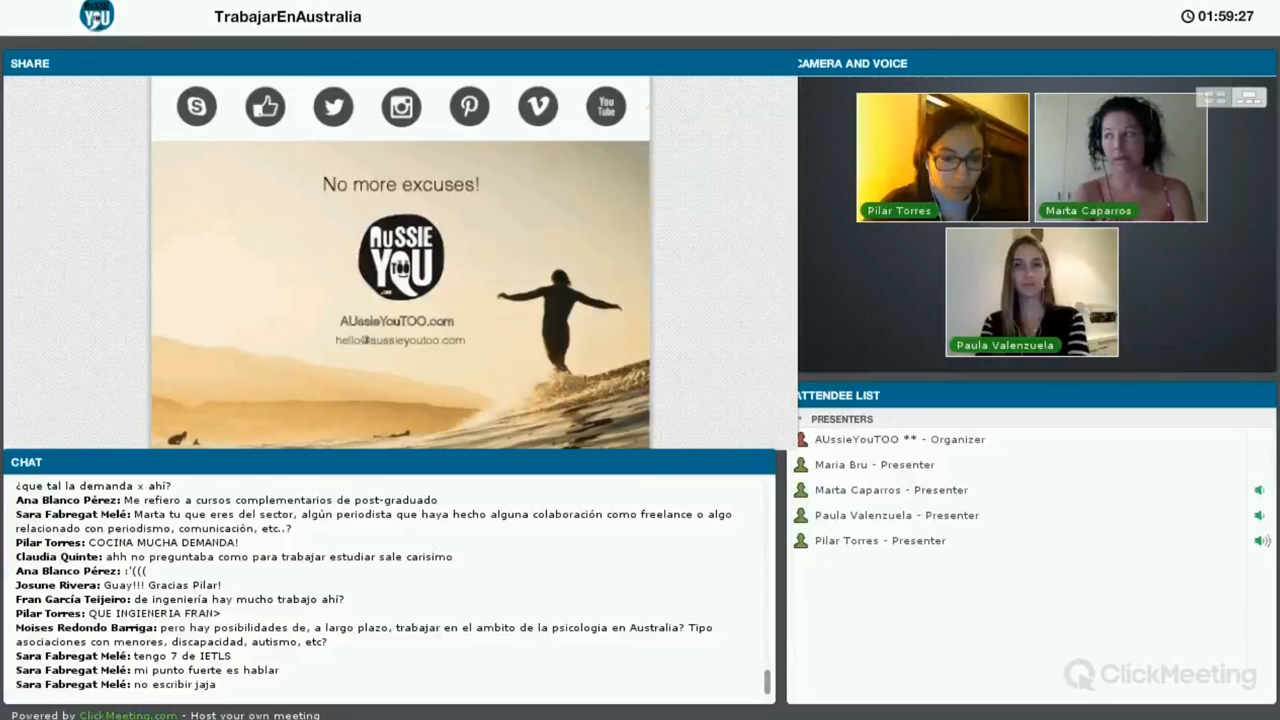 AUSSIE
YOU
TrabajarEnAustralia
01:59:27
SHARE
CAMERA AND VOICE
You
Tube
No more excuses!
AUSSIE
YOU
TOO
AUssieYouTOO.com
hello@aussieyoutoo.com
Pilar Torres
Marta Caparros
Paula Valenzuela
ATTENDEE LIST
PRESENTERS
AUssieYouTOO ** - Organizer
Maria Bru - Presenter
Marta Caparros - Presenter
Paula Valenzuela - Presenter
Pilar Torres - Presenter
CHAT
¿que tal la demanda x ahí?
Ana Blanco Pérez: Me refiero a cursos complementarios de post-graduado
Sara Fabregat Melé: Marta tu que eres del sector, algún periodista que haya hecho alguna colaboración como freelance o algo
relacionado con periodismo, comunicación, etc..?
Pilar Torres: COCINA MUCHA DEMANDA!
Claudia Quinte: ahh no preguntaba como para trabajar estudiar sale carisimo
Ana Blanco Pérez: :'(((
Josune Rivera: Guay!!! Gracias Pilar!
Fran García Teijeiro: de ingeniería hay mucho trabajo ahí?
Pilar Torres: QUE INGIENERIA FRAN>
Moises Redondo Barriga: pero hay posibilidades de, a largo plazo, trabajar en el ambito de la psicologia en Australia? Tipo
asociaciones con menores, discapacidad, autismo, etc?
Sara Fabregat Melé: tengo 7 de IETLS
Sara Fabregat Melé: mi punto fuerte es hablar
Sara Fabregat Melé: no escribir jaja
ClickMeeting
Powered by ClickMeeting.com - Host your own meeting